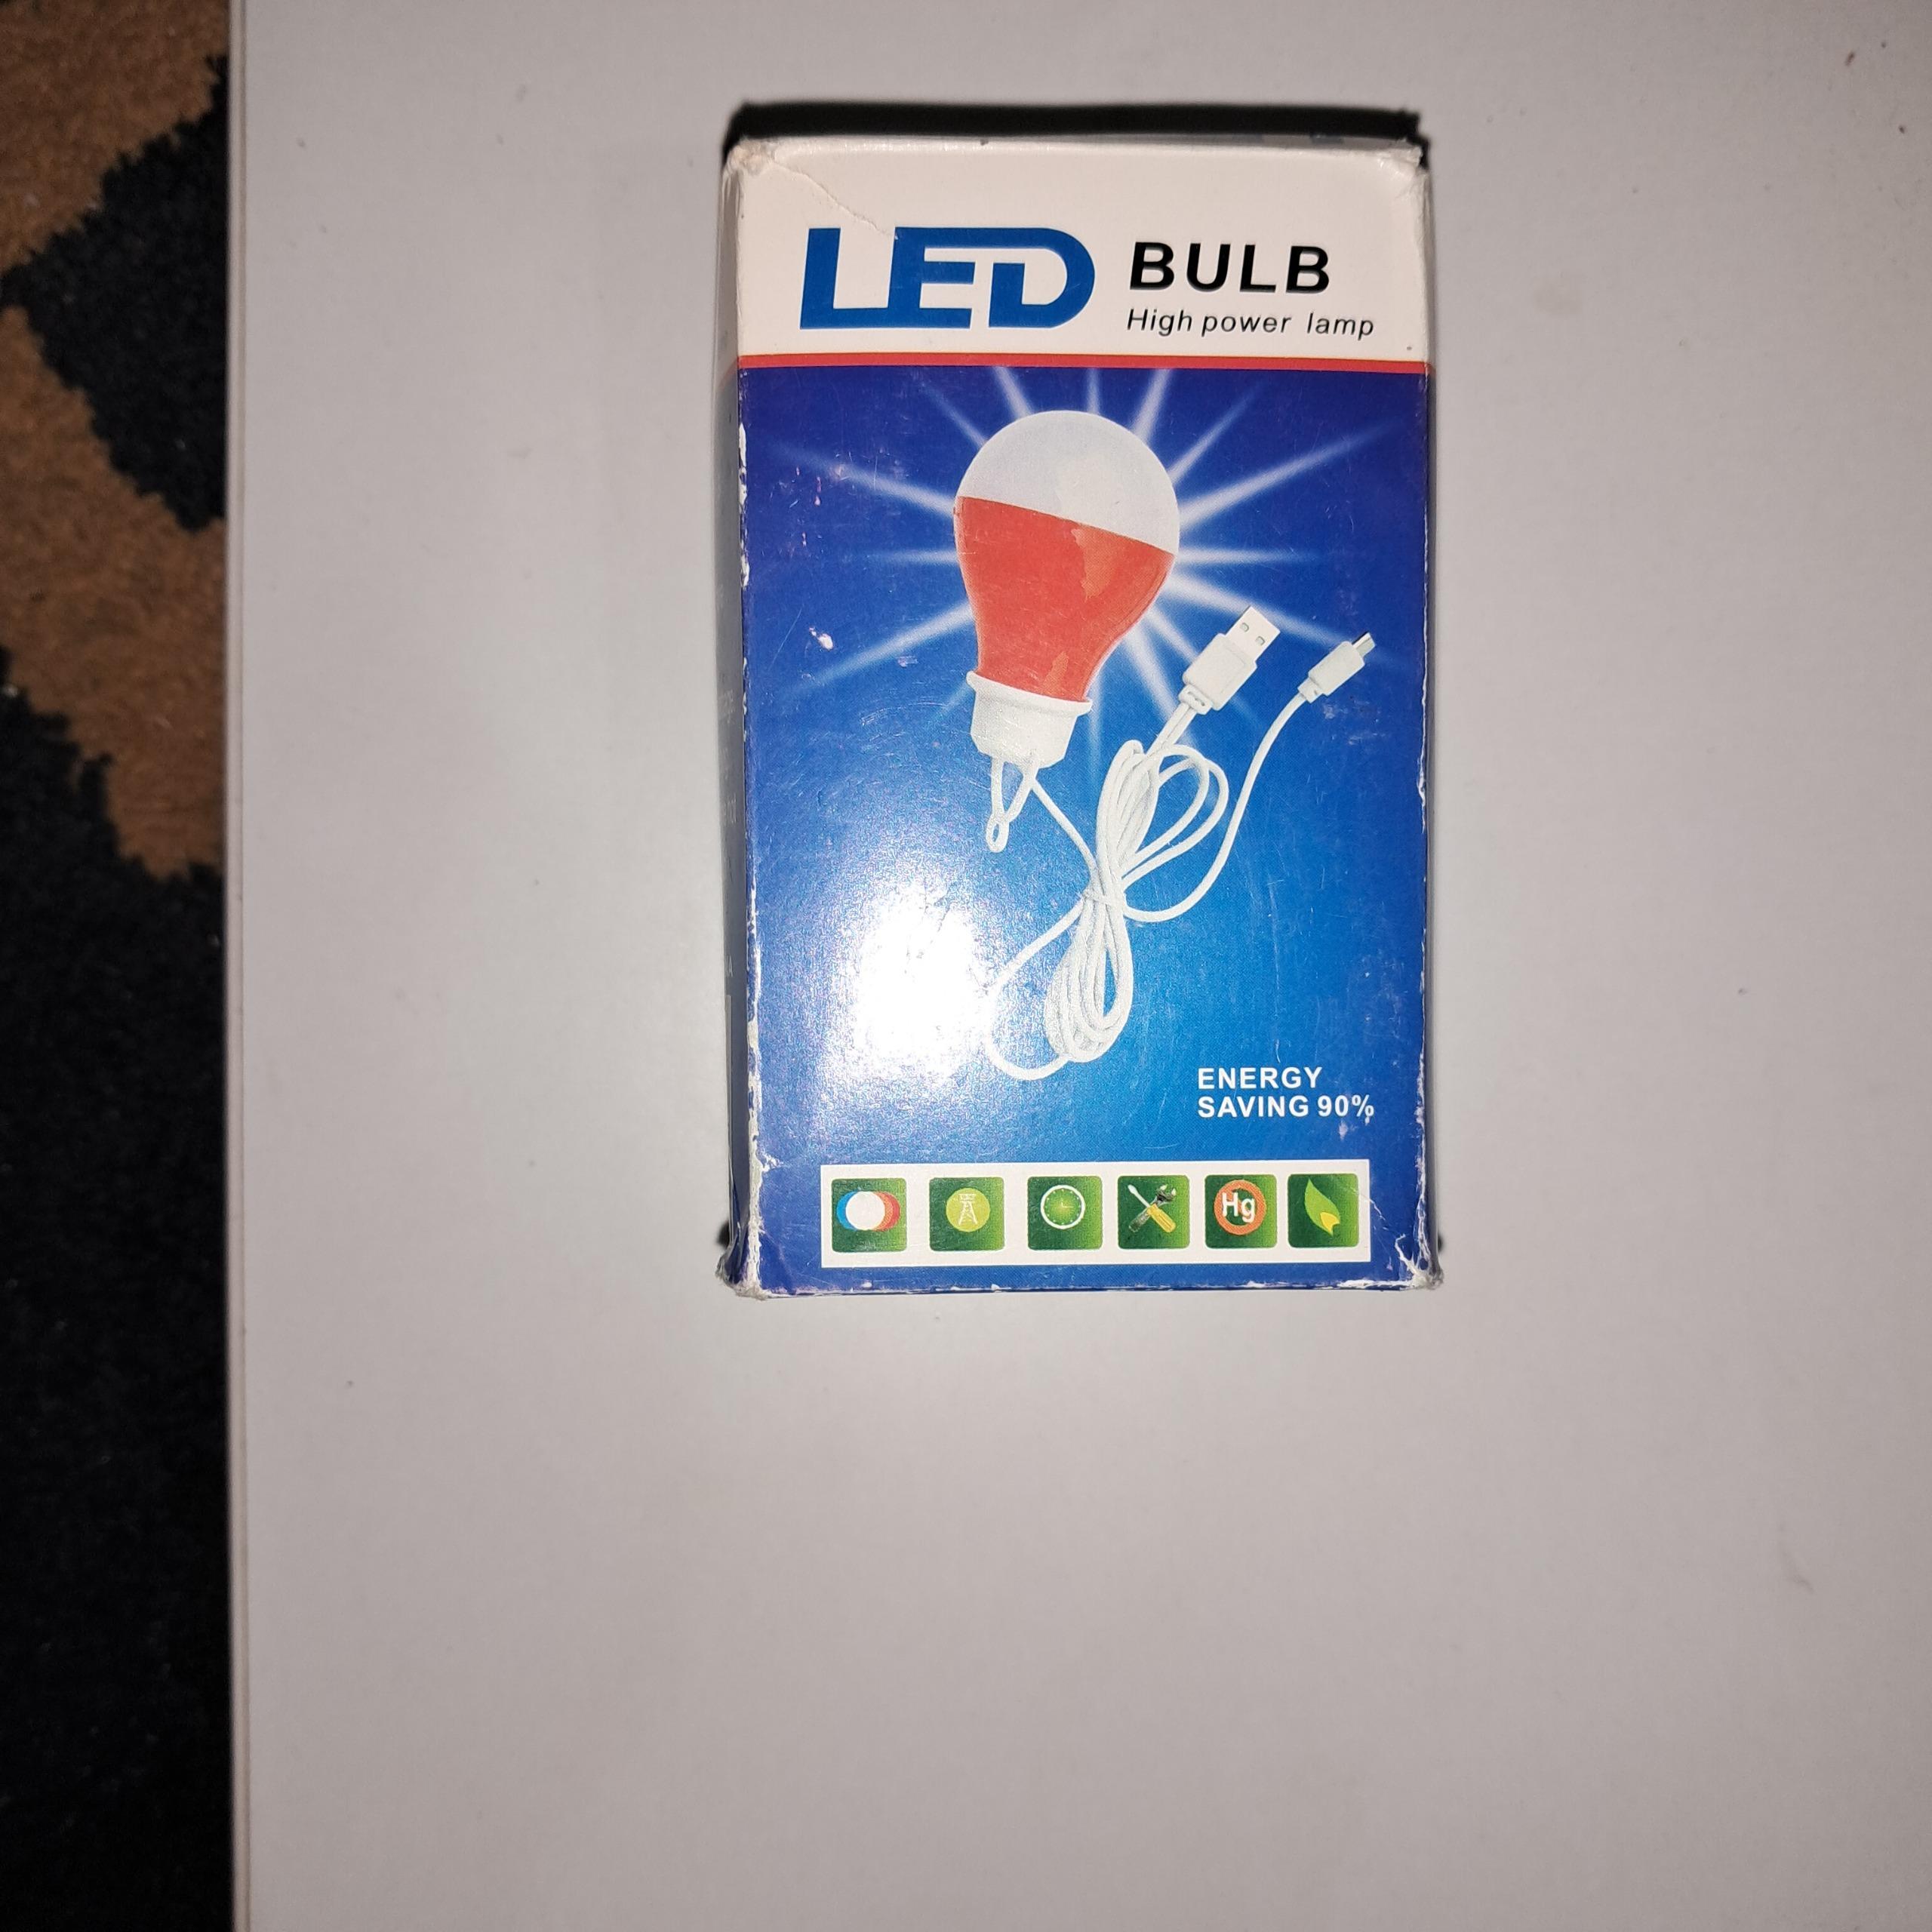 LED BULB
High power lamp
ENERGY
SAVING 90%
Hg